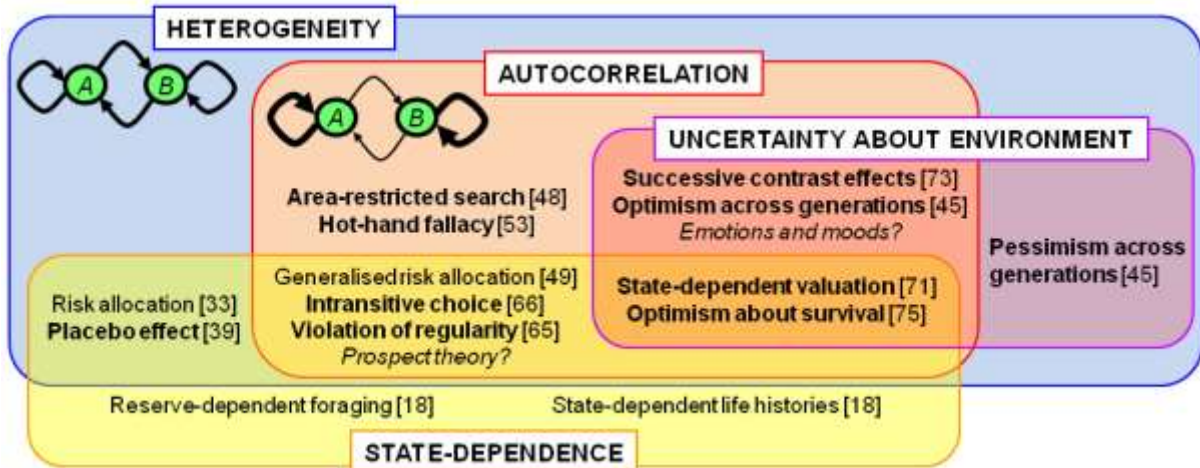 HETEROGENEITY
A B
AUTOCORRELATION
A B
UNCERTAINTY ABOUT ENVIRONMENT
Area-restricted search [48]
Hot-hand fallacy [53]
Successive contrast effects [73]
Optimism across generations [45]
Emotions and moods?
Pessimism across
generations [45]
Risk allocation [33]
Placebo effect [39]
Generalised risk allocation [49]
Intransitive choice [66]
Violation of regularity [65]
Prospect theory?
State-dependent valuation [71]
Optimism about survival [75]
Reserve-dependent foraging [18]
State-dependent life histories [18]
STATE-DEPENDENCE